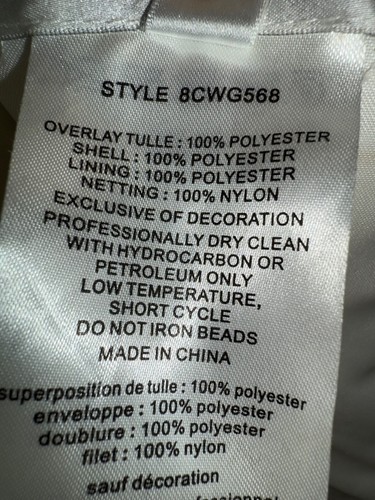 STYLE 8CWG568
OVERLAY TULLE : 100% POLYESTER
SHELL : 100% POLYESTER
LINING : 100% POLYESTER
NETTING : 100% NYLON
EXCLUSIVE OF DECORATION
PROFESSIONALLY DRY CLEAN
WITH HYDROCARBON OR
PETROLEUM ONLY
LOW TEMPERATURE,
SHORT CYCLE
DO NOT IRON BEADS
MADE IN CHINA
superposition de tulle : 100% polyester
enveloppe : 100% polyester
doublure : 100% polyester
filet : 100% nylon
sauf décoration